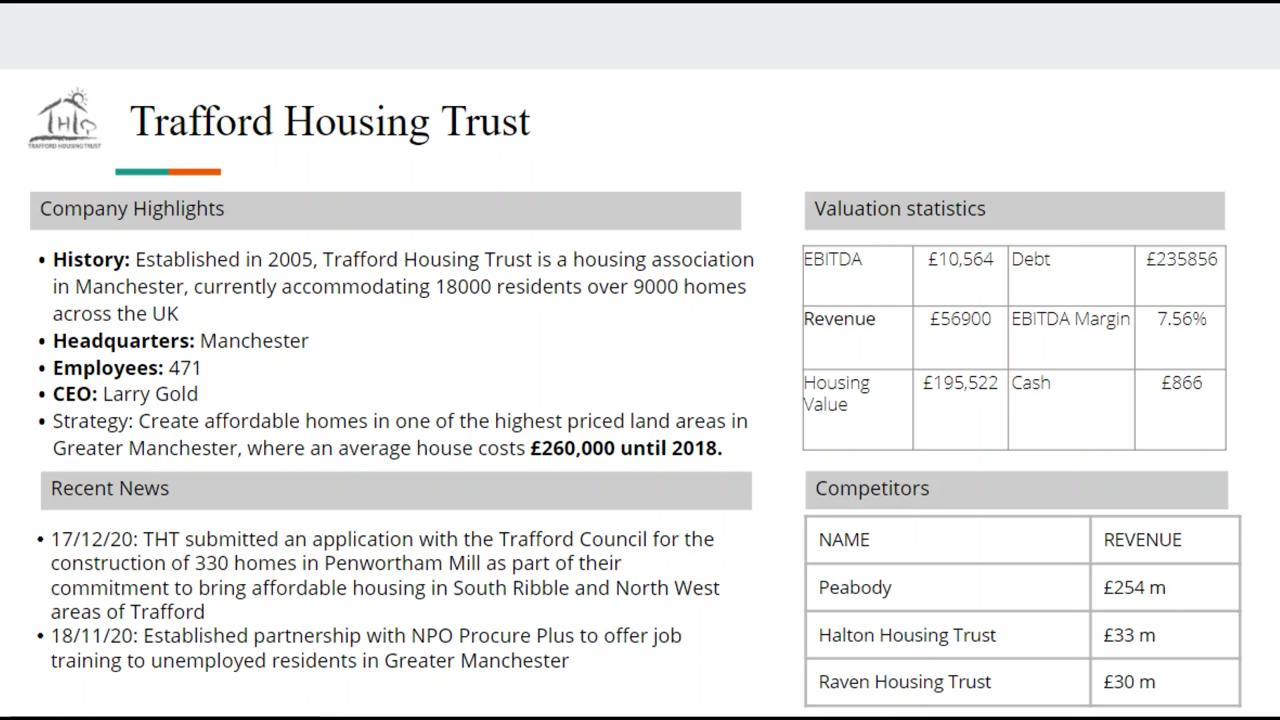 THT
TRAFFORD HOUSING TRUST
Trafford Housing Trust
Company Highlights
• History: Established in 2005, Trafford Housing Trust is a housing association
in Manchester, currently accommodating 18000 residents over 9000 homes
across the UK
• Headquarters: Manchester
• Employees: 471
• CEO: Larry Gold
• Strategy: Create affordable homes in one of the highest priced land areas in
Greater Manchester, where an average house costs £260,000 until 2018.
Recent News
• 17/12/20: THT submitted an application with the Trafford Council for the
construction of 330 homes in Penwortham Mill as part of their
commitment to bring affordable housing in South Ribble and North West
areas of Trafford
• 18/11/20: Established partnership with NPO Procure Plus to offer job
training to unemployed residents in Greater Manchester
Valuation statistics
EBITDA £10,564 Debt £235856
Revenue £56900 EBITDA Margin 7.56%
Housing £195,522 Cash £866
Value
Competitors
NAME REVENUE
Peabody £254 m
Halton Housing Trust £33 m
Raven Housing Trust £30 m